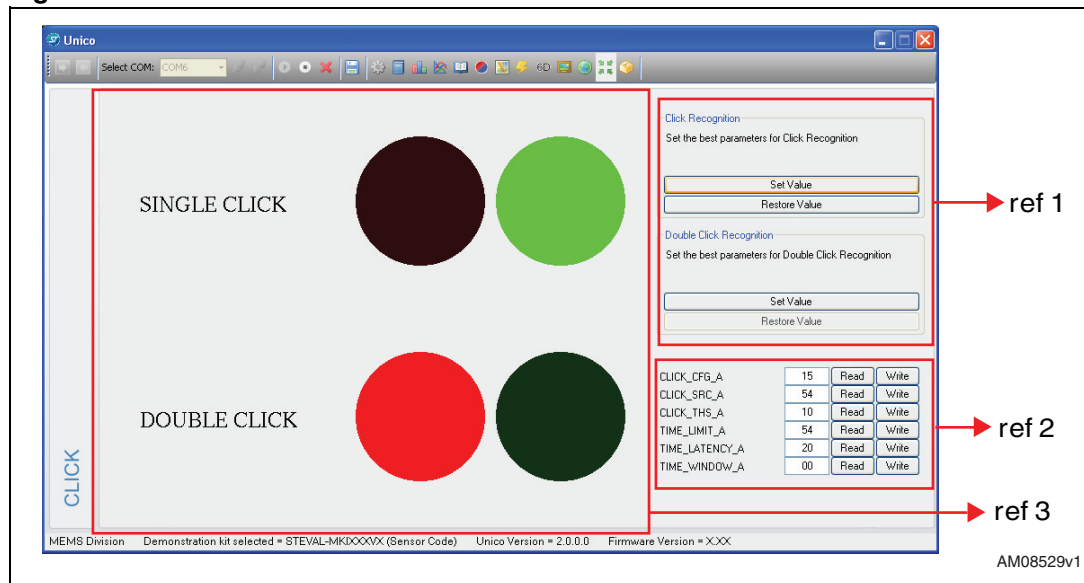 Unico
Select COM: COM6
6D
Click Recognition
Set the best parameters for Click Recognition
Set Value
Restore Value
ref 1
SINGLE CLICK
Double Click Recognition
Set the best parameters for Double Click Recognition
Set Value
Restore Value
CLICK_CFG_A 15 Read Write
CLICK_SRC_A 54 Read Write
CLICK_THS_A 10 Read Write
TIME_LIMIT_A 54 Read Write
TIME_LATENCY_A 20 Read Write
TIME_WINDOW_A 00 Read Write
ref 2
DOUBLE CLICK
CLICK
ref 3
MEMS Division Demonstration kit selected = STEVAL-MKIXXXVX (Sensor Code) Unico Version = 2.0.0.0 Firmware Version = X.XX
AM08529v1